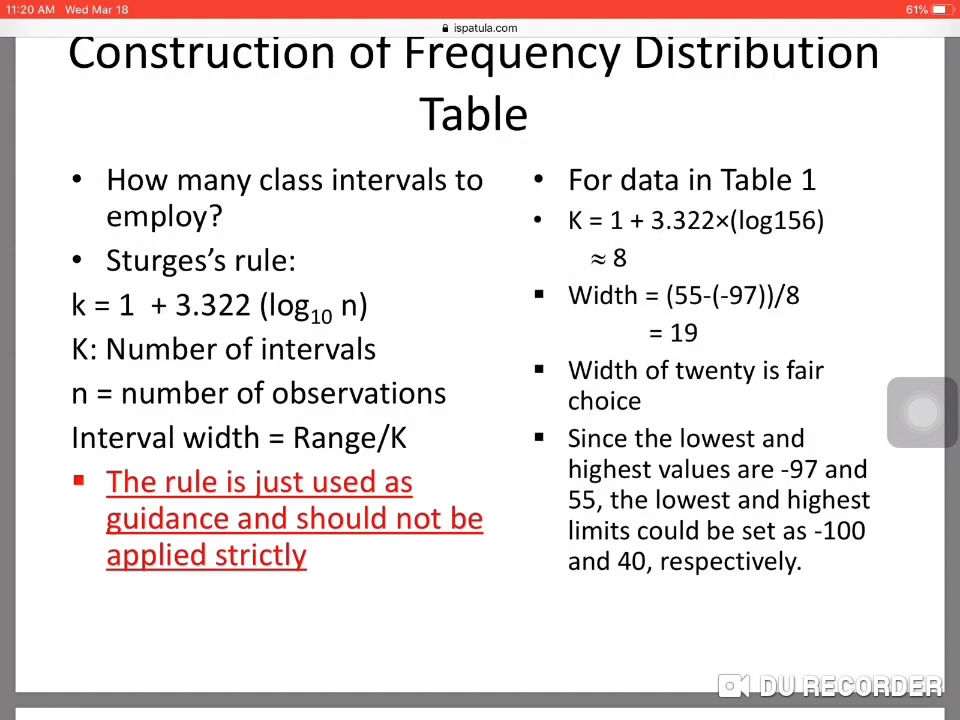 11:20 AM Wed Mar 18
61%
ispatula.com
Construction of Frequency Distribution
Table
• How many class intervals to
employ?
• Sturges's rule:
k = 1 + 3.322 (log10 n)
K: Number of intervals
n = number of observations
Interval width = Range/K
▪ The rule is just used as
guidance and should not be
applied strictly
• For data in Table 1
• K = 1 + 3.322×(log156)
≈ 8
▪ Width = (55-(-97))/8
= 19
▪ Width of twenty is fair
choice
▪ Since the lowest and
highest values are -97 and
55, the lowest and highest
limits could be set as -100
and 40, respectively.
DU RECORDER